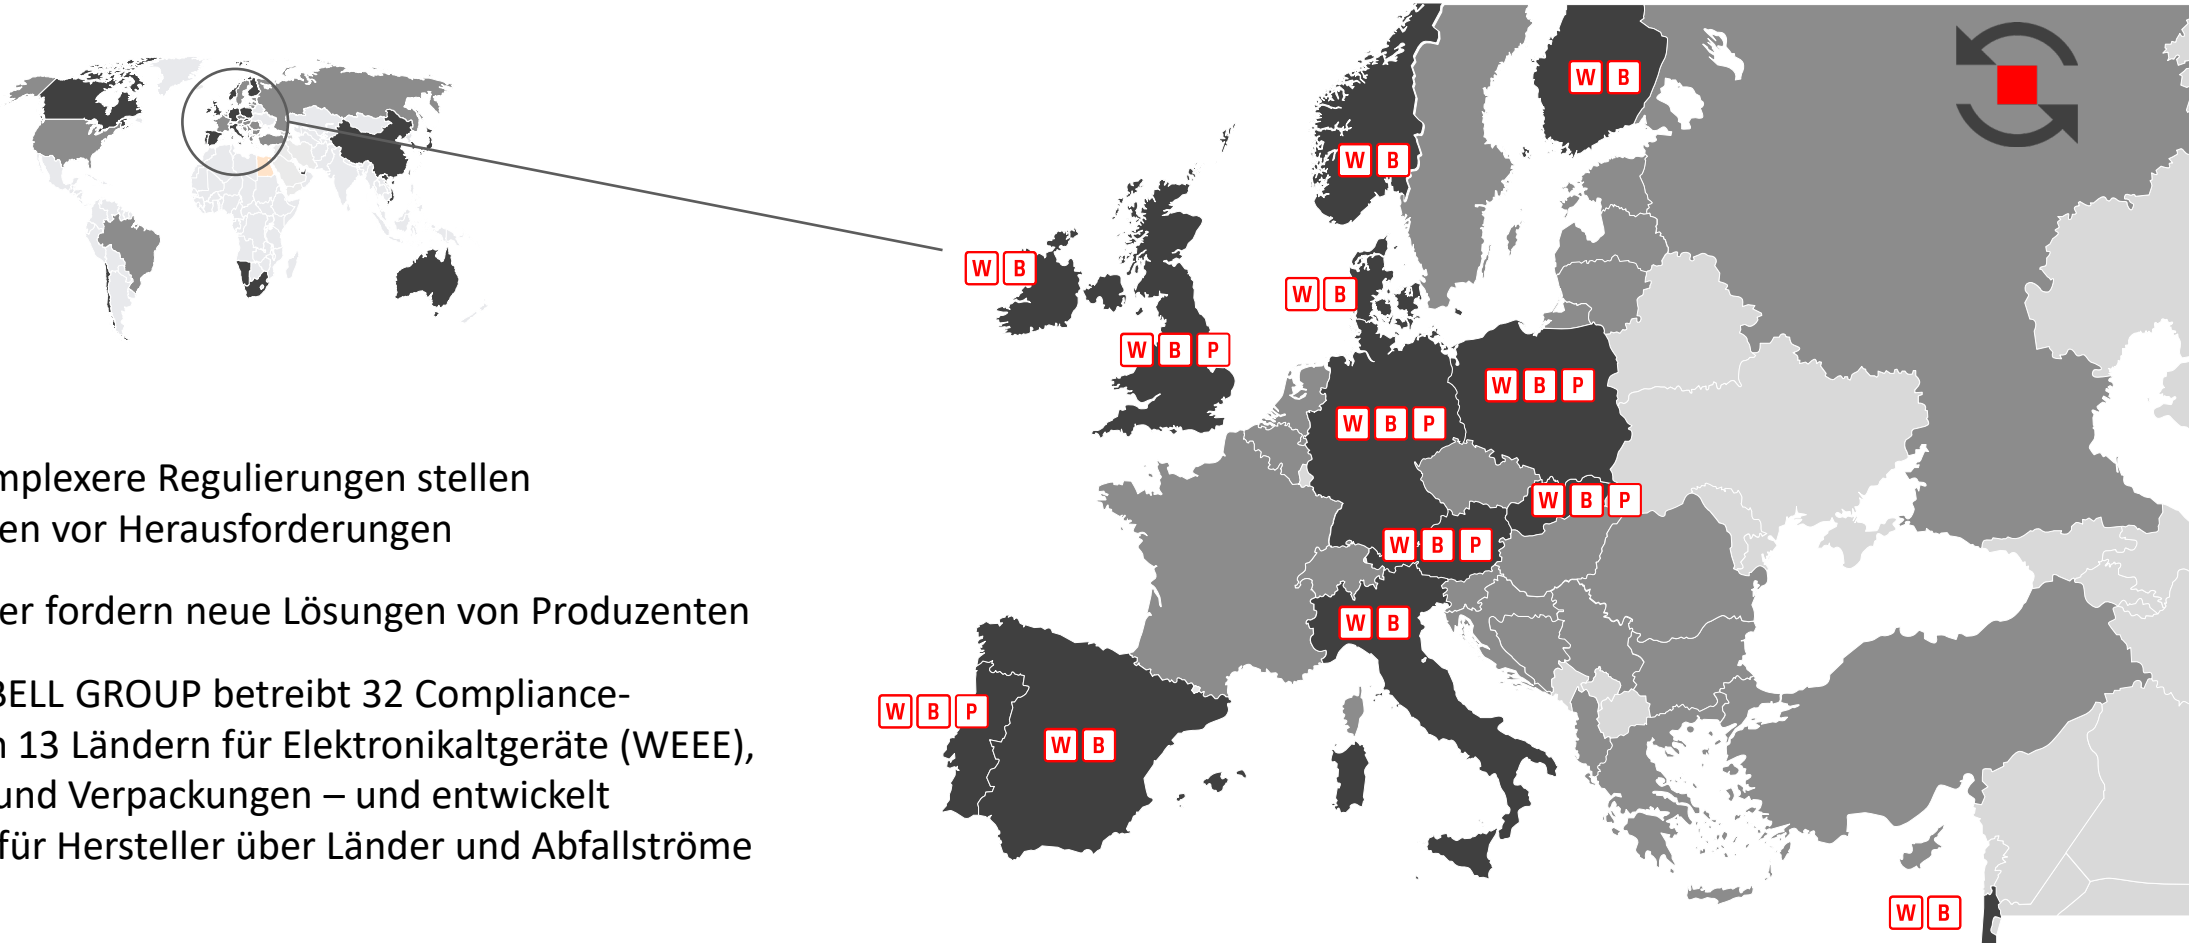 mplexere Regulierungen stellen
en vor Herausforderungen
er fordern neue Lösungen von Produzenten
BELL GROUP betreibt 32 Compliance-
13 Ländern für Elektronikaltgeräte (WEEE),
und Verpackungen – und entwickelt
für Hersteller über Länder und Abfallströme
W B
W B
W B
W B
W B P
W B P
W B P
W B P
W B P
W B
W B P
W B
W B